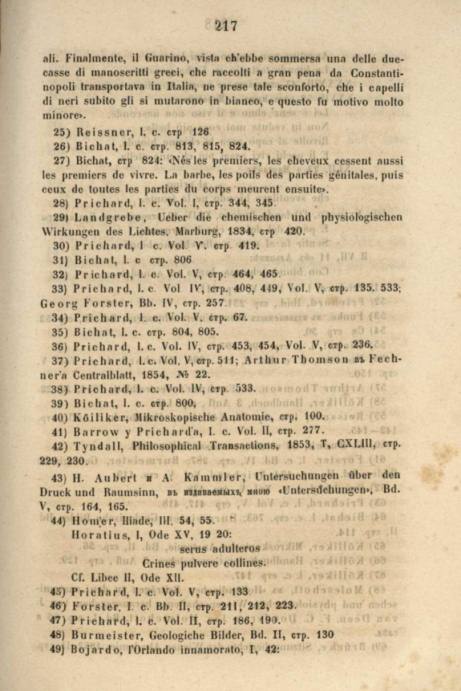 217
ali. Finalmente, il Guarino, vista ch'ebbe sommersa una delle due-
casse di manoscritti greci, che raccolti a gran pena da Constanti-
nopoli transportava in Italia, ne prese tale sconforto, che i capelli
di neri subito gli si mutarono in bianco, e questo fu motivo molto
minore».
25) Reissner, l. c. стр 126
26) Bichat, l. c. стр. 813, 815, 824.
27) Bichat, стр 824: «Nés les premiers, les cheveux cessent aussi
les premiers de vivre. La barbe, les poils des parties génitales, puis
ceux de toutes les parties du corps meurent ensuite».
28) Prichard, l. c. Vol. I, стр. 344, 345.
29) Landgrebe, Ueber die chemischen und physiologischen
Wirkungen des Lichtes, Marburg, 1834, стр 420.
30) Prichard, l c. Vol. V. стр. 419.
31) Bichat, l. c стр. 806
32) Prichard, l. c. Vol. V, стр. 464, 465
33) Prichard, l. c. Vol IV, стр. 408, 449, Vol. V, стр. 135. 533;
Georg Forster, Bb. IV, стр. 257
34) Prichard, l. c. Vol. V, стр. 67.
35) Bichat, l. c. стр. 804, 805.
36) Prichard, l. c. Vol. IV, стр. 453, 454, Vol. V, стр. 236.
37) Prichard, l. c. Vol. V, стр. 511; Arthur Thomson въ Fech-
ner'a Centralblatt, 1854, № 22.
38) Prichard, l. c. Vol. IV, стр. 533.
39) Bichat, l. c. стр. 800,
40) Kölliker, Mikroskopische Anatomie, стр. 100.
41) Barrow у Prichard'a, l. c. Vol. II, стр. 277.
42) Tyndall, Philosophical Transactions, 1853, T, CXLIII, стр.
229, 230.
43) H. Aubert и A. Kammler, Untersuchungen über den
Druck und Raumsinn, въ издаваемыхъ мною «Untersuchungen», Bd.
V, стр. 164, 165.
44) Homer, Iliade, III. 54, 55.
Horatius, I, Ode XV, 19 20:
serus adulteros
Crines pulvere collines.
Cf. Libec II, Ode XII.
45) Prichard, l. c. Vol. V, стр. 133
46) Forster, l. c. Bb. II, стр. 211, 212, 223.
47) Prichard, l. c. Vol. II, стр. 186, 190.
48) Burmeister, Geologiche Bilder, Bd. II, стр. 130
49) Bojardo, l'Orlando innamorato, I, 42: